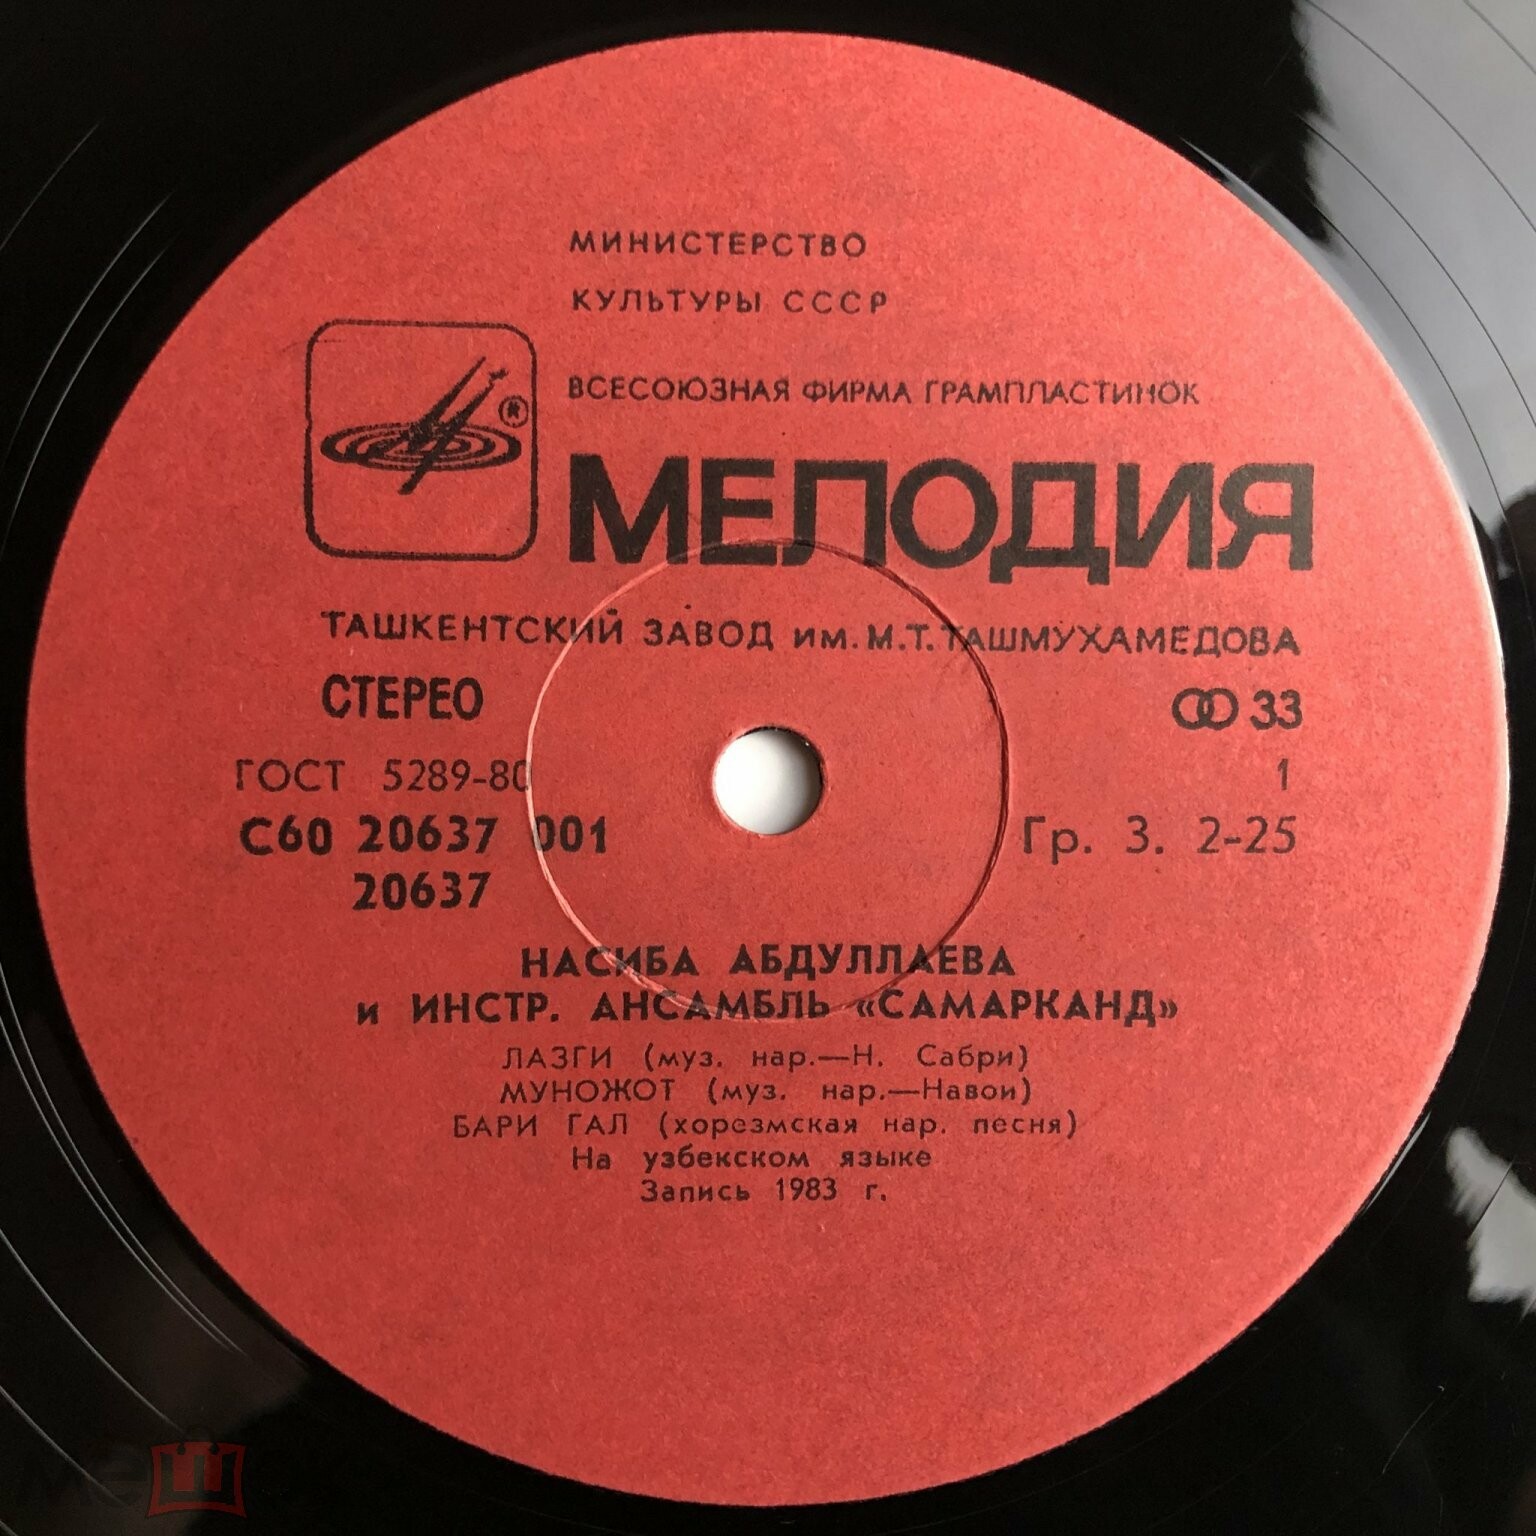 МИНИСТЕРСТВО
КУЛЬТУРЫ СССР
ВСЕСОЮЗНАЯ ФИРМА ГРАМПЛАСТИНОК
®
МЕЛОДИЯ
ТАШКЕНТСКИЙ ЗАВОД им. М.Т. ТАШМУХАМЕДОВА
СТЕРЕО 33
ГОСТ 5289-80 1
С60 20637 001 Гр. 3. 2-25
20637
НАСИБА АБДУЛЛАЕВА
и ИНСТР. АНСАМБЛЬ «САМАРКАНД»
ЛАЗГИ (муз. нар.—Н. Сабри)
МУНОЖОТ (муз. нар.—Навои)
БАРИ ГАЛ (хорезмская нар. песня)
На узбекском языке
Запись 1983 г.